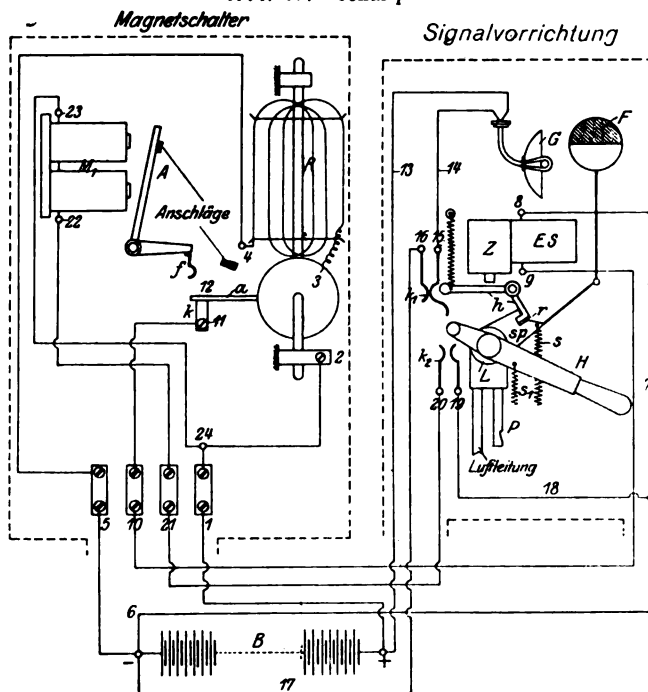 Magnetschalter
Signalvorrichtung
23
M1
22
A
Anschläge
f
R
4
3
12
a
k
11
2
24
5
10
21
1
13
14
G
F
8
16
15
Z
ES
9
k1
h
r
sp
s
k2
H
L
20
19
s1
p
Luftleitung
18
6
-
B
+
17